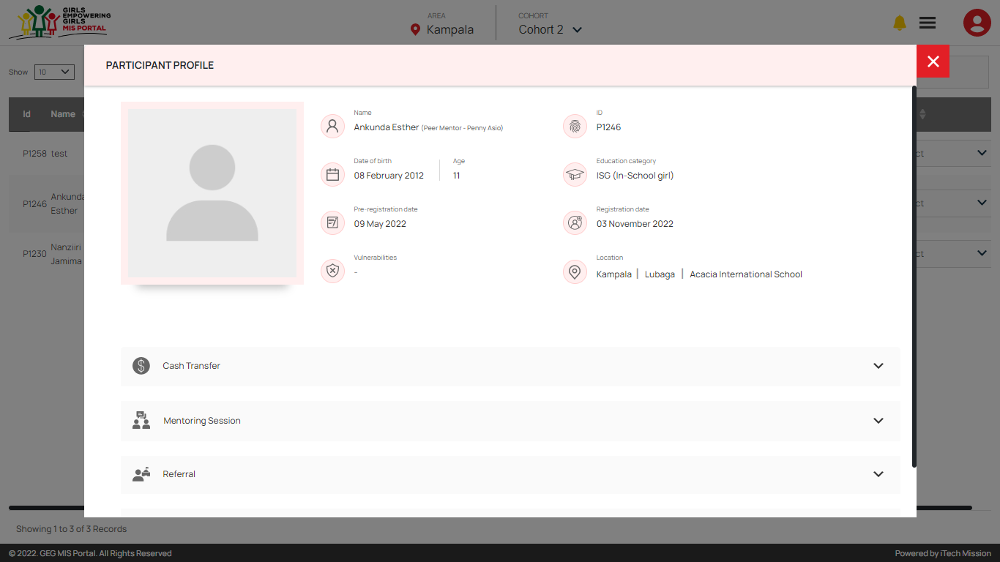 GIRLS
EMPOWERING
GIRLS
MIS PORTAL
AREA
Kampala
COHORT
Cohort 2
Show
10
PARTICIPANT PROFILE
Id
Name
P1258
test
P1246
Ankunda
Esther
P1230
Nanziiri
Jamima
Name
Ankunda Esther (Peer Mentor - Penny Asio)
ID
P1246
Date of birth
08 February 2012
Age
11
Education category
ISG (In-School girl)
Pre-registration date
09 May 2022
Registration date
03 November 2022
Vulnerabilities
-
Location
Kampala | Lubaga | Acacia International School
Cash Transfer
Mentoring Session
Referral
Showing 1 to 3 of 3 Records
© 2022. GEG MIS Portal. All Rights Reserved
Powered by iTech Mission